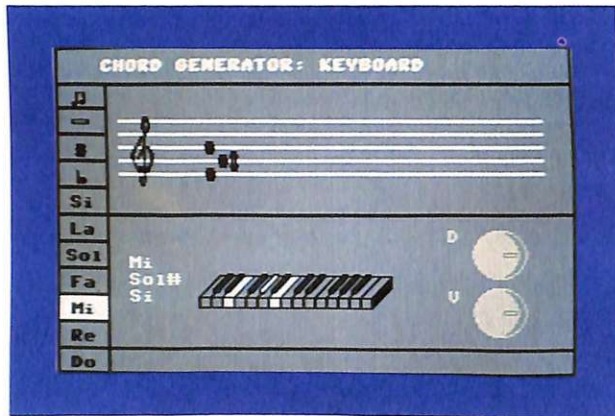 CHORD GENERATOR: KEYBOARD
Si
La
Sol
Fa
Mi
Re
Do
Mi
Sol#
Si
D
V